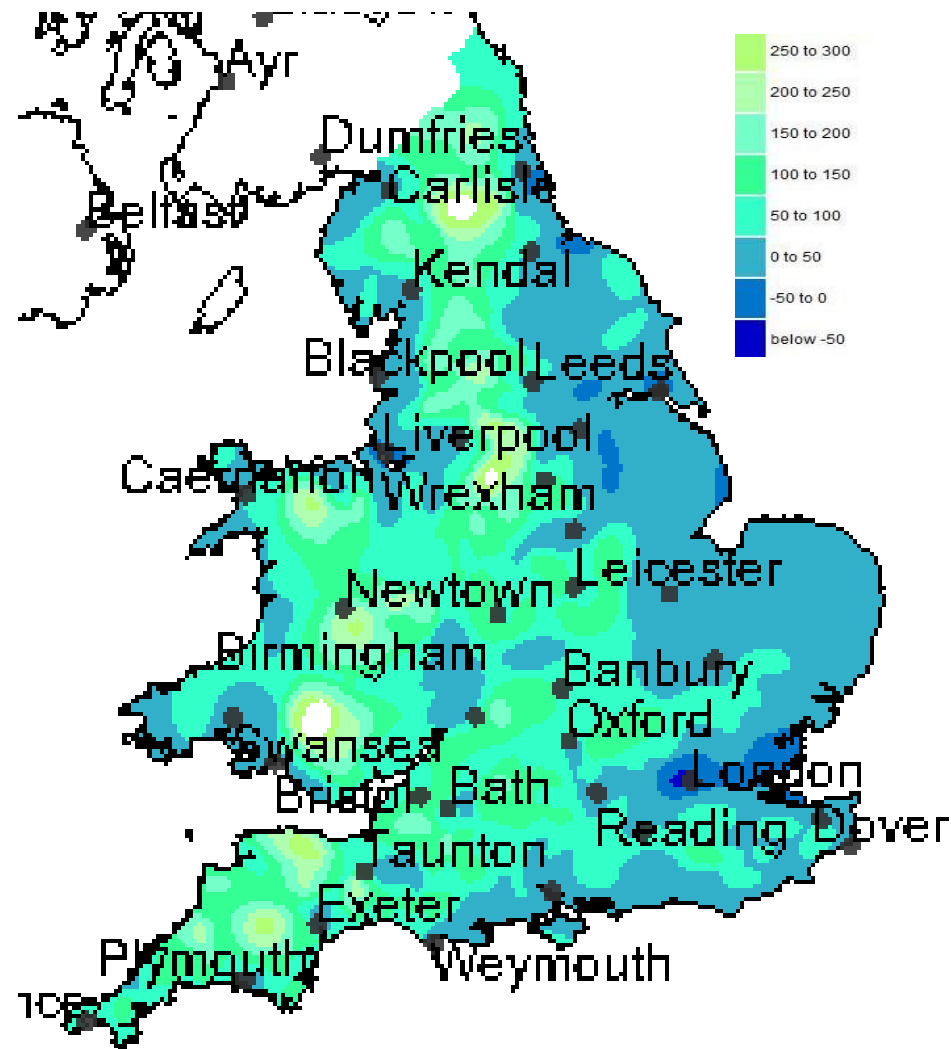 Ayr
250 to 300
200 to 250
Dumfries
150 to 200
Carlisle
100 to 150
Belfast
50 to 100
0 to 50
Kendal
-50 to 0
below -50
Blackpool
Leeds
Liverpool
Caernarfon
Wrexham
Leicester
Newtown
Birmingham
Banbury
Oxford
Swansea
London
Bristol
Bath
Reading
Dover
Taunton
Exeter
Plymouth
Weymouth